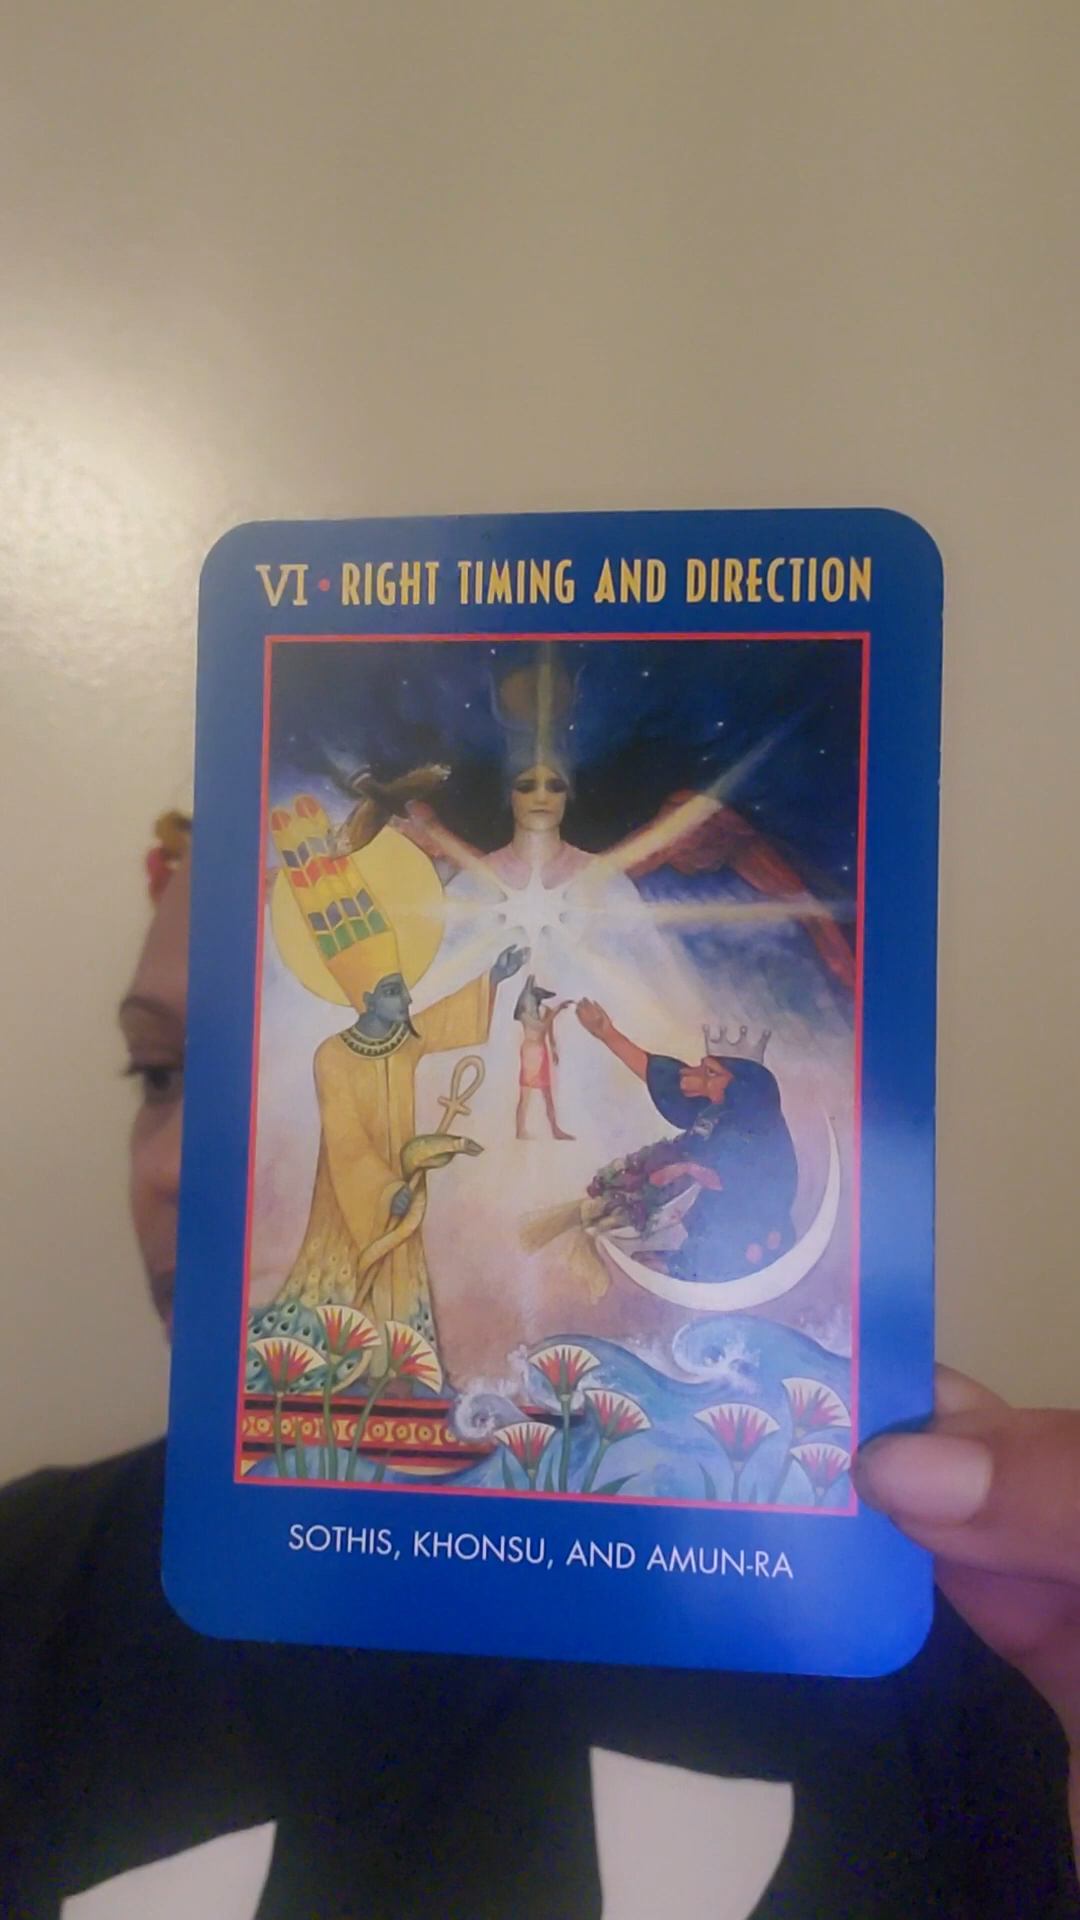 VI • RIGHT TIMING AND DIRECTION
SOTHIS, KHONSU, AND AMUN-RA